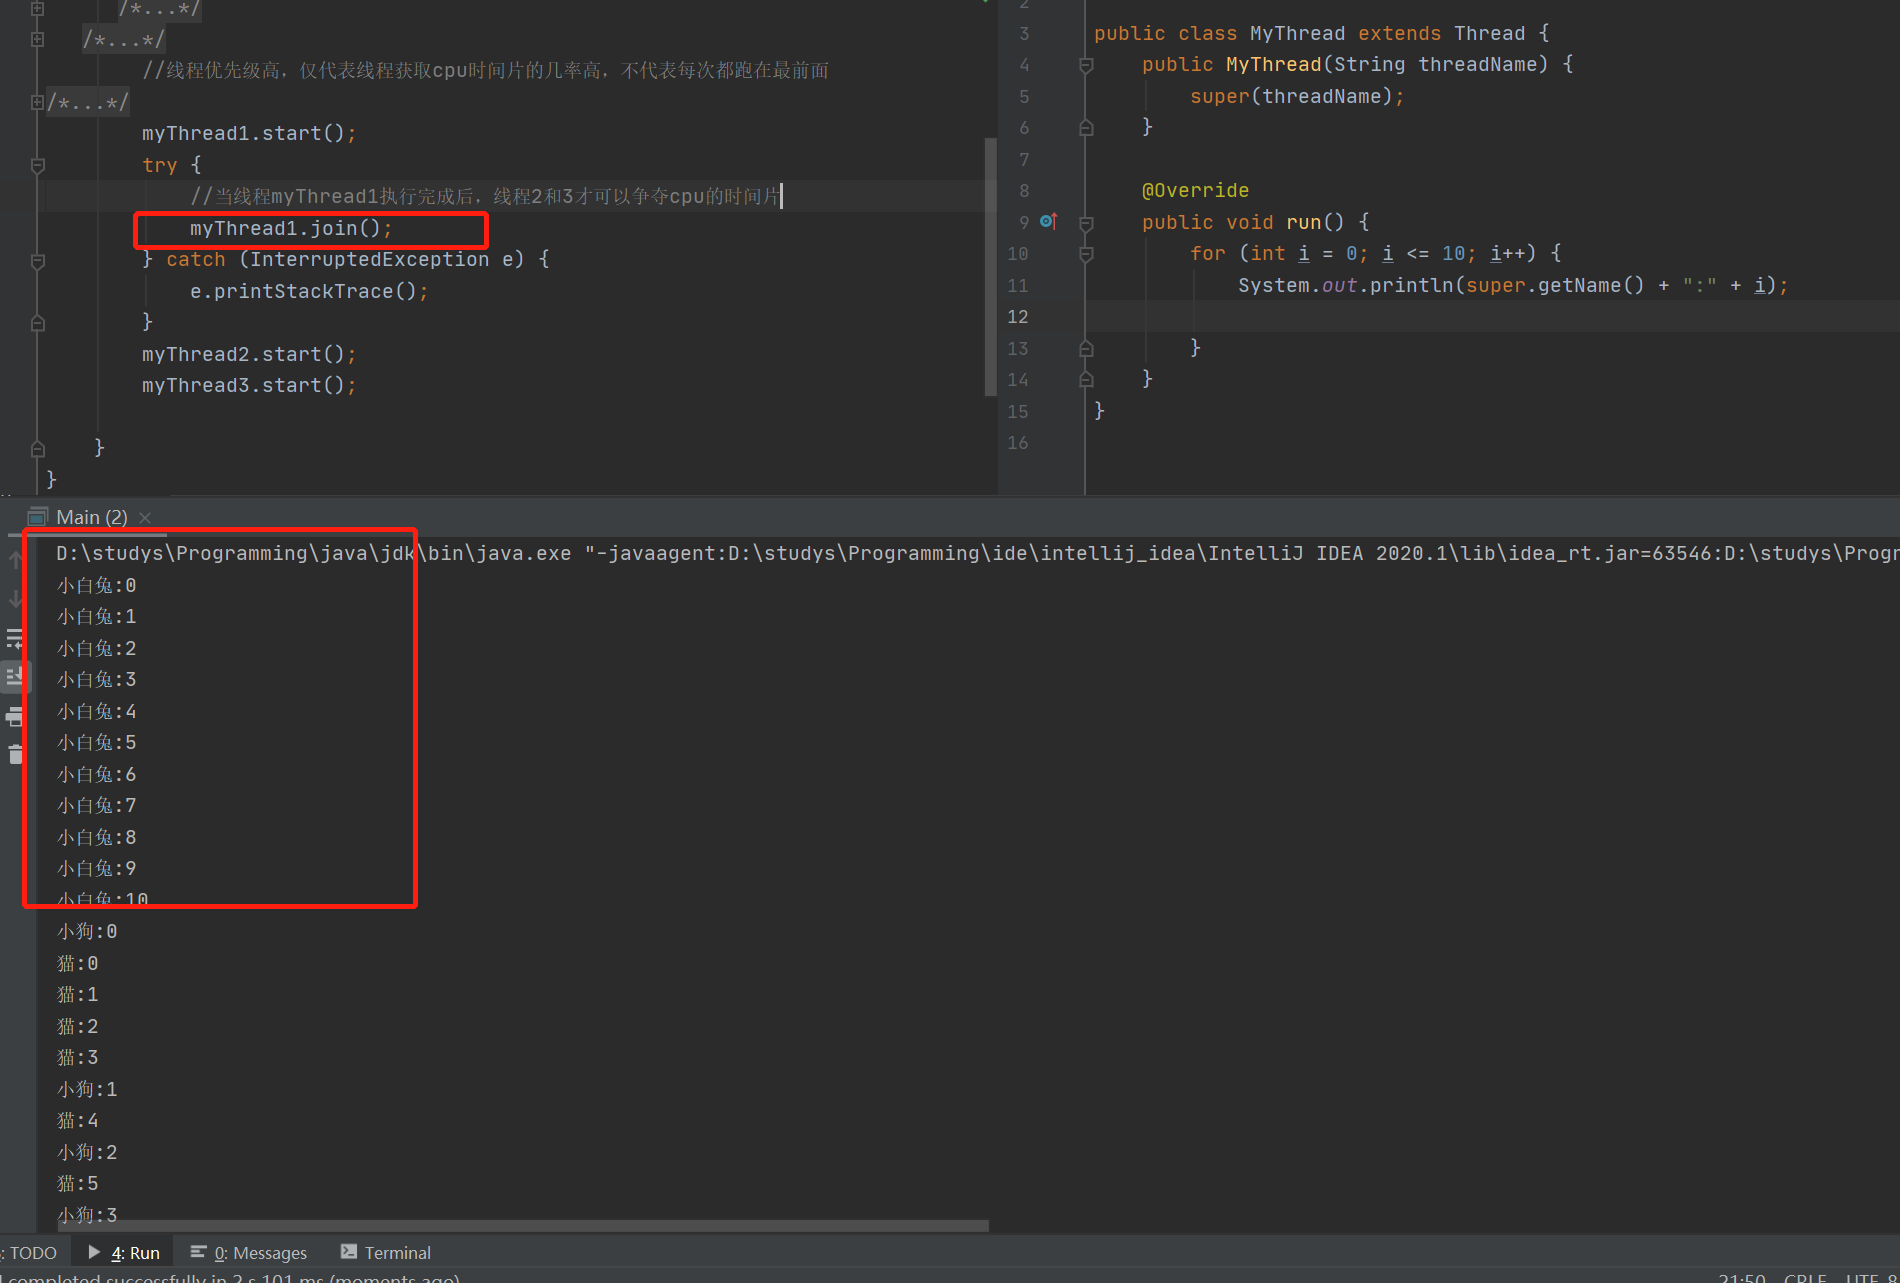 /*...*/
/*...*/
//线程优先级高，仅代表线程获取cpu时间片的几率高，不代表每次都跑在最前面
/*...*/
myThread1.start();
try {
//当线程myThread1执行完成后，线程2和3才可以争夺cpu的时间片
myThread1.join();
} catch (InterruptedException e) {
e.printStackTrace();
}
myThread2.start();
myThread3.start();
}
}
2
3 public class MyThread extends Thread {
4 public MyThread(String threadName) {
5 super(threadName);
6 }
7
8 @Override
9 public void run() {
10 for (int i = 0; i <= 10; i++) {
11 System.out.println(super.getName() + ":" + i);
12
13 }
14 }
15 }
16
Main (2)
D:\studys\Programming\java\jdk\bin\java.exe "-javaagent:D:\studys\Programming\ide\intellij_idea\IntelliJ IDEA 2020.1\lib\idea_rt.jar=63546:D:\studys\Progr
小白兔:0
小白兔:1
小白兔:2
小白兔:3
小白兔:4
小白兔:5
小白兔:6
小白兔:7
小白兔:8
小白兔:9
小白兔:10
小狗:0
猫:0
猫:1
猫:2
猫:3
小狗:1
猫:4
小狗:2
猫:5
小狗:3
: TODO 4: Run 0: Messages Terminal
completed successfully in 2 s 101 ms (moments ago) 21:50 CRLF UTF-8